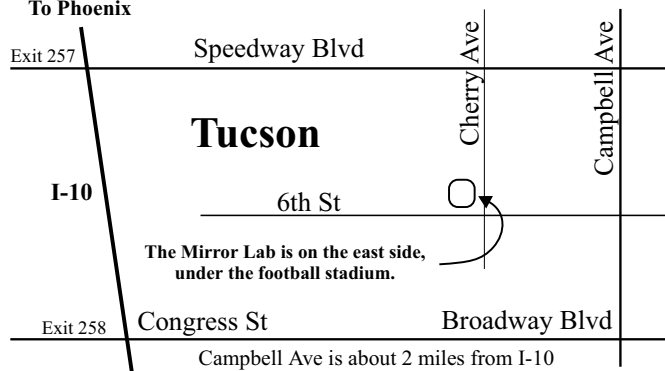 To Phoenix
Exit 257
Speedway Blvd
Cherry Ave
Campbell Ave
Tucson
I-10
6th St
The Mirror Lab is on the east side,
under the football stadium.
Exit 258
Congress St
Broadway Blvd
Campbell Ave is about 2 miles from I-10